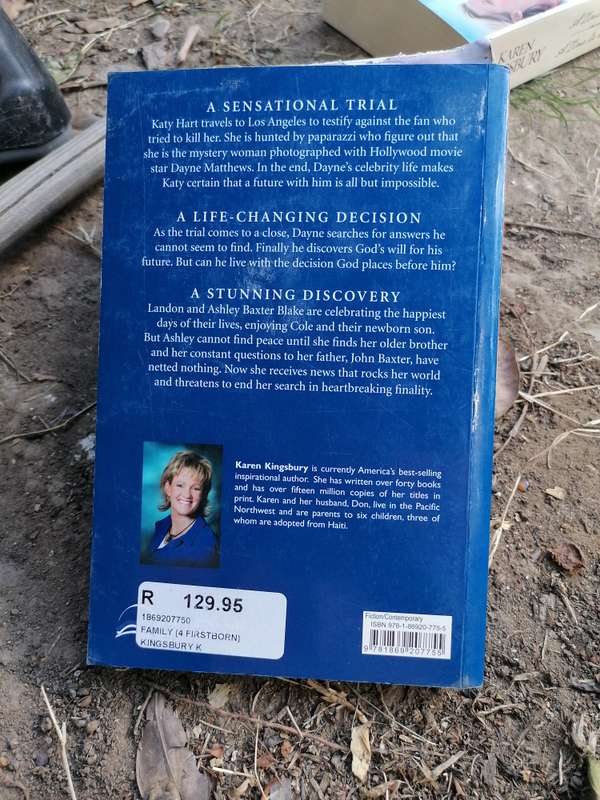 KAREN
KINGSBURY
A SENSATIONAL TRIAL
Katy Hart travels to Los Angeles to testify against the fan who
tried to kill her. She is hunted by paparazzi who figure out that
she is the mystery woman photographed with Hollywood movie
star Dayne Matthews. In the end, Dayne's celebrity life makes
Katy certain that a future with him is all but impossible.
A LIFE-CHANGING DECISION
As the trial comes to a close, Dayne searches for answers he
cannot seem to find. Finally he discovers God's will for his
future. But can he live with the decision God places before him?
A STUNNING DISCOVERY
Landon and Ashley Baxter Blake are celebrating the happiest
days of their lives, enjoying Cole and their newborn son.
But Ashley cannot find peace until she finds her older brother
and her constant questions to her father, John Baxter, have
netted nothing. Now she receives news that rocks her world
and threatens to end her search in heartbreaking finality.
Karen Kingsbury is currently America's best-selling
inspirational author. She has written over forty books
and has over fifteen million copies of her titles in
print. Karen and her husband, Don, live in the Pacific
Northwest and are parents to six children, three of
whom are adopted from Haiti.
R 129.95
1869207750
FAMILY (4 FIRSTBORN)
KINGSBURY K
Fiction/Contemporary
ISBN 978-1-86920-775-5
9 781869 207755